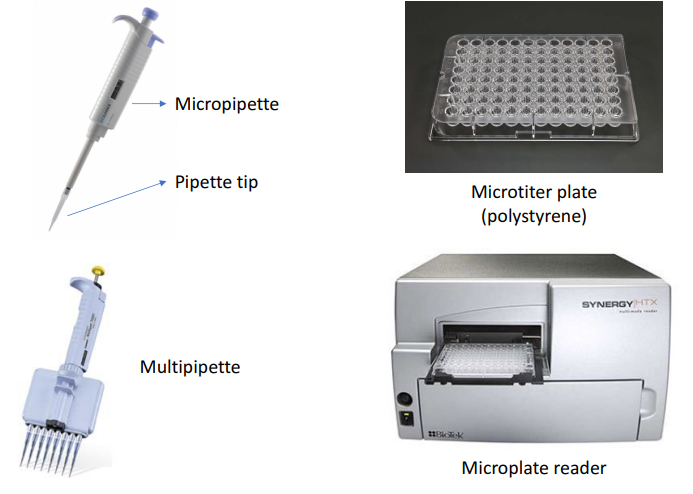 Micropipette
Pipette tip
Microtiter plate
(polystyrene)
Multipipette
SYNERGY HTX
multi-mode reader
BioTek
Microplate reader